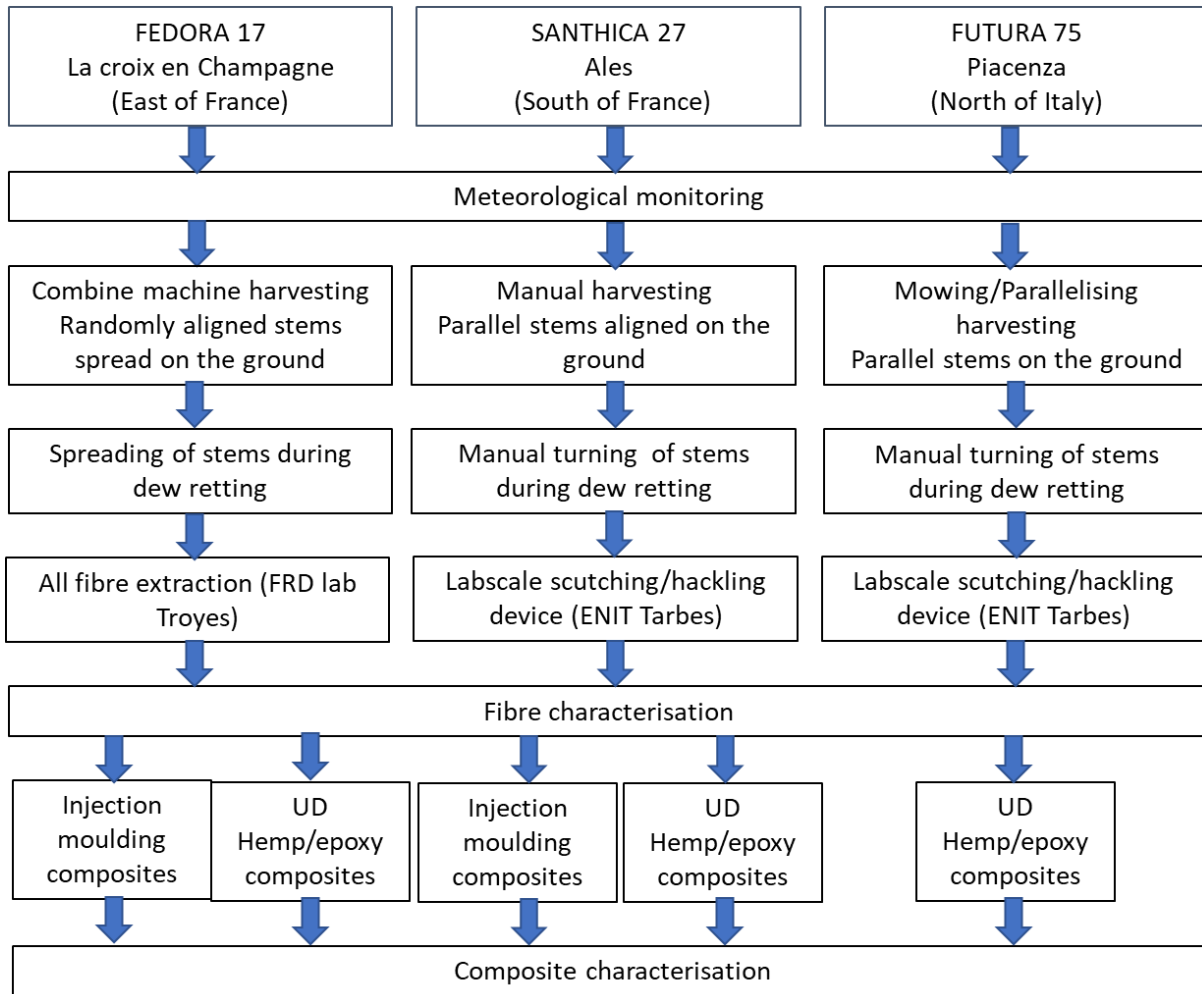 FEDORA 17
La croix en Champagne
(East of France)
SANTHICA 27
Ales
(South of France)
FUTURA 75
Piacenza
(North of Italy)
Meteorological monitoring
Combine machine harvesting
Randomly aligned stems
spread on the ground
Manual harvesting
Parallel stems aligned on the
ground
Mowing/Parallelising
harvesting
Parallel stems on the ground
Spreading of stems during
dew retting
Manual turning of stems
during dew retting
Manual turning of stems
during dew retting
All fibre extraction (FRD lab
Troyes)
Labscale scutching/hackling
device (ENIT Tarbes)
Labscale scutching/hackling
device (ENIT Tarbes)
Fibre characterisation
Injection
moulding
composites
UD
Hemp/epoxy
composites
Injection
moulding
composites
UD
Hemp/epoxy
composites
UD
Hemp/epoxy
composites
Composite characterisation